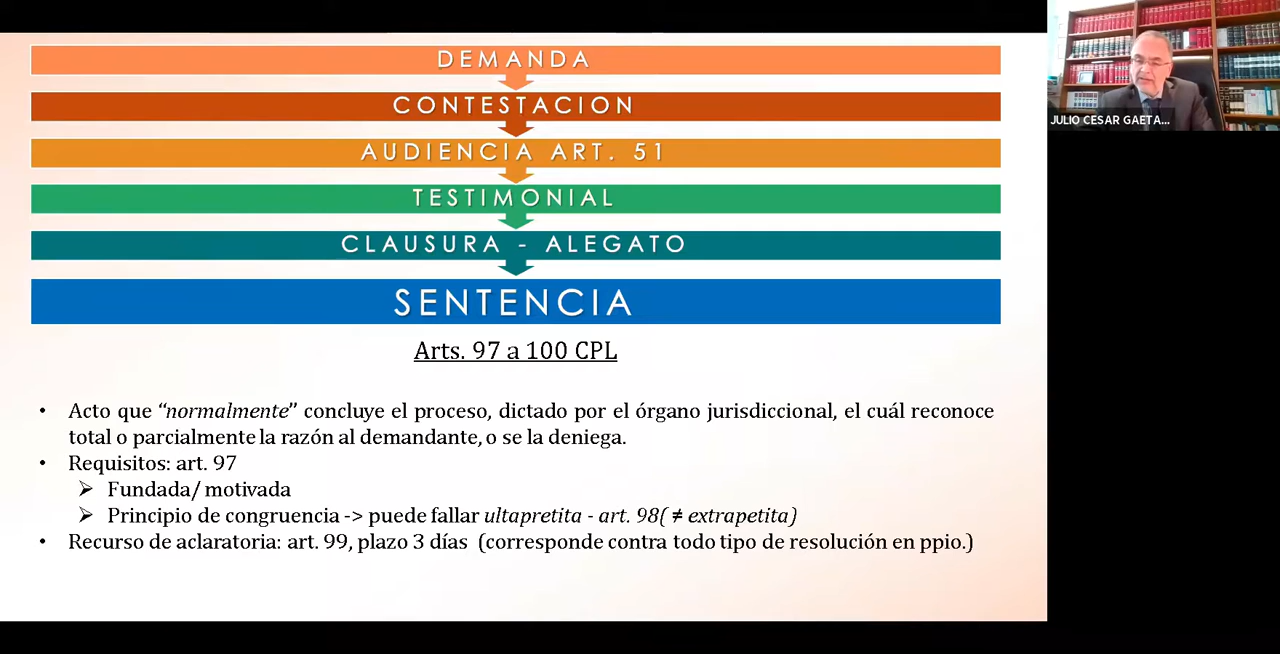 DEMANDA
CONTESTACION
AUDIENCIA ART. 51
TESTIMONIAL
CLAUSURA - ALEGATO
SENTENCIA
Arts. 97 a 100 CPL
• Acto que “normalmente” concluye el proceso, dictado por el órgano jurisdiccional, el cuál reconoce
total o parcialmente la razón al demandante, o se la deniega.
• Requisitos: art. 97
➢ Fundada/ motivada
➢ Principio de congruencia -> puede fallar ultapretita - art. 98( ≠ extrapetita)
• Recurso de aclaratoria: art. 99, plazo 3 días (corresponde contra todo tipo de resolución en ppio.)
JULIO CESAR GAETA...